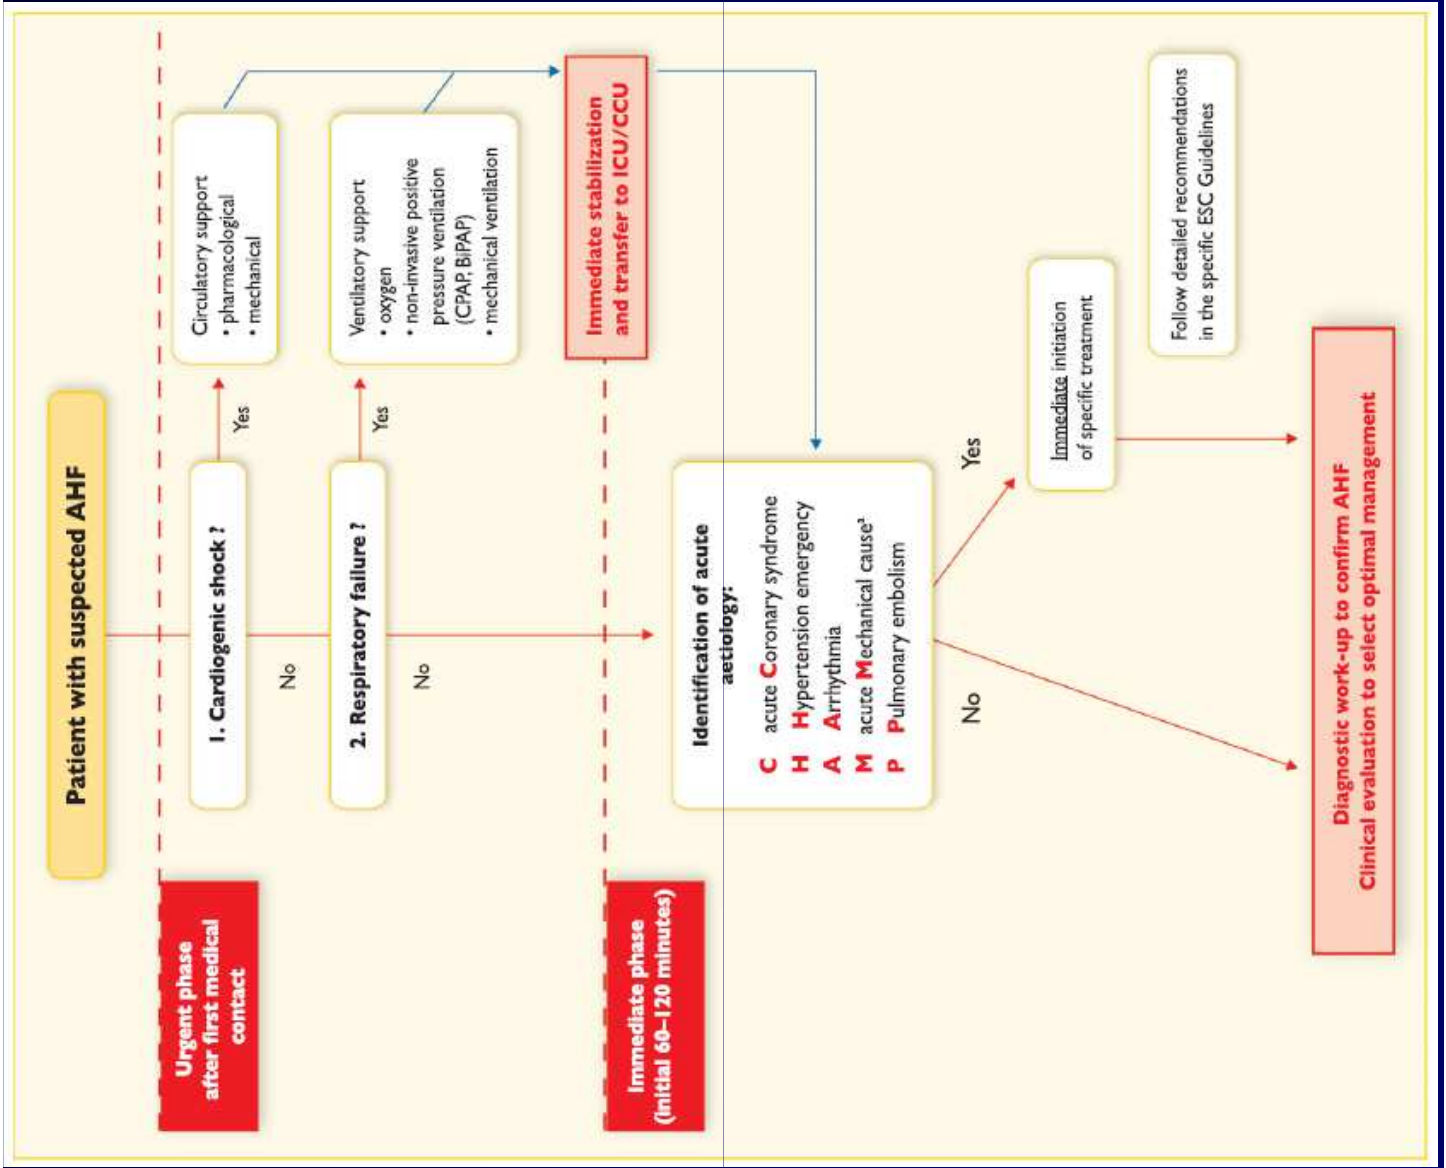 Patient with suspected AHF
Urgent phase
after first medical
contact
1. Cardiogenic shock ?
Yes
Circulatory support
• pharmacological
• mechanical
No
2. Respiratory failure ?
Yes
Ventilatory support
• oxygen
• non-invasive positive
pressure ventilation
(CPAP, BiPAP)
• mechanical ventilation
No
Immediate phase
(initial 60–120 minutes)
Immediate stabilization
and transfer to ICU/CCU
Identification of acute
aetiology:
C acute Coronary syndrome
H Hypertension emergency
A Arrhythmia
M acute Mechanical cause²
P Pulmonary embolism
No
Yes
Immediate initiation
of specific treatment
Follow detailed recommendations
in the specific ESC Guidelines
Diagnostic work-up to confirm AHF
Clinical evaluation to select optimal management